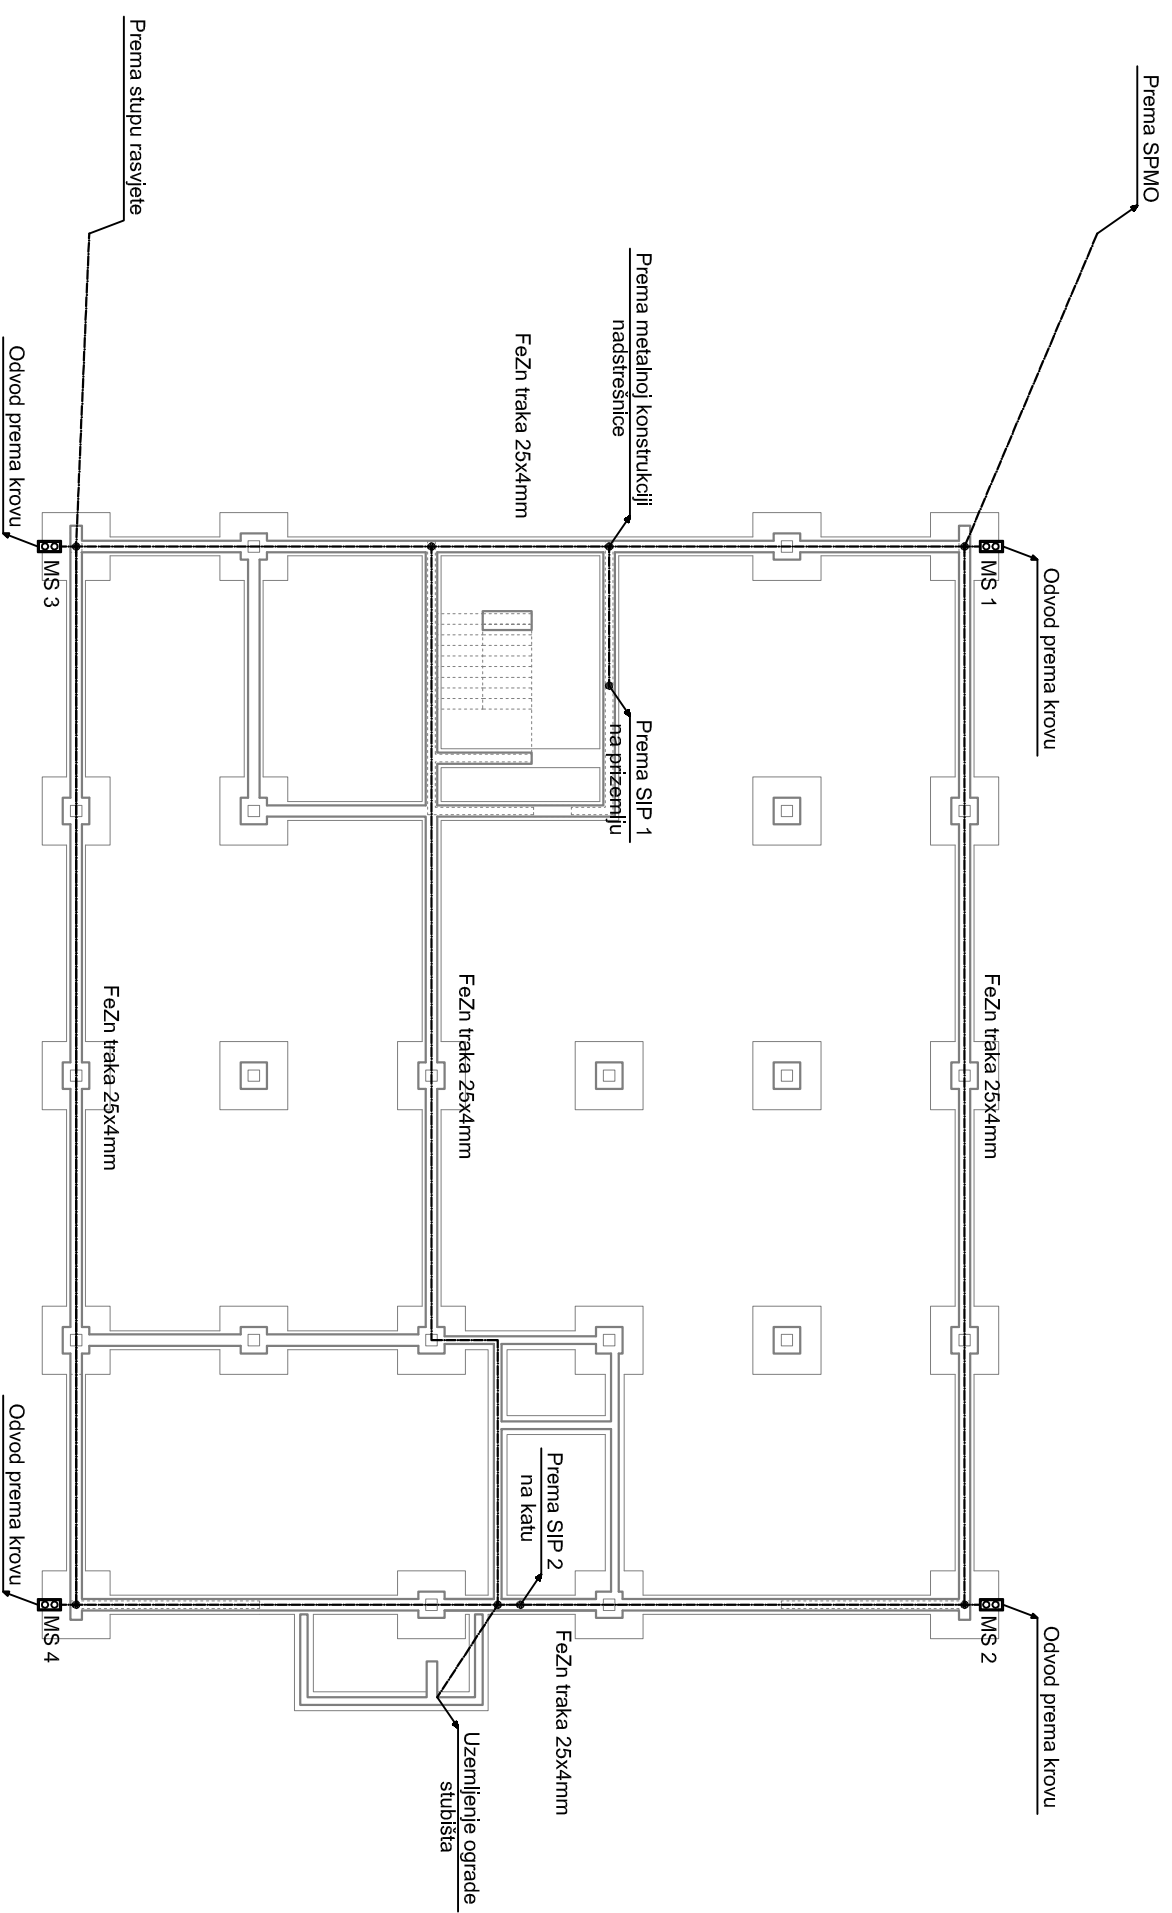 Prema SPMO
Odvod prema krovu
MS 1
FeZn traka 25x4mm
MS 2
Odvod prema krovu
Prema metalnoj konstrukciji
nadstrešnice
Prema SIP 1
na prizemlju
FeZn traka 25x4mm
Prema SIP 2
na katu
FeZn traka 25x4mm
FeZn traka 25x4mm
Uzemljenje ograde
stubišta
Prema stupu rasvjete
FeZn traka 25x4mm
MS 3
MS 4
Odvod prema krovu
Odvod prema krovu